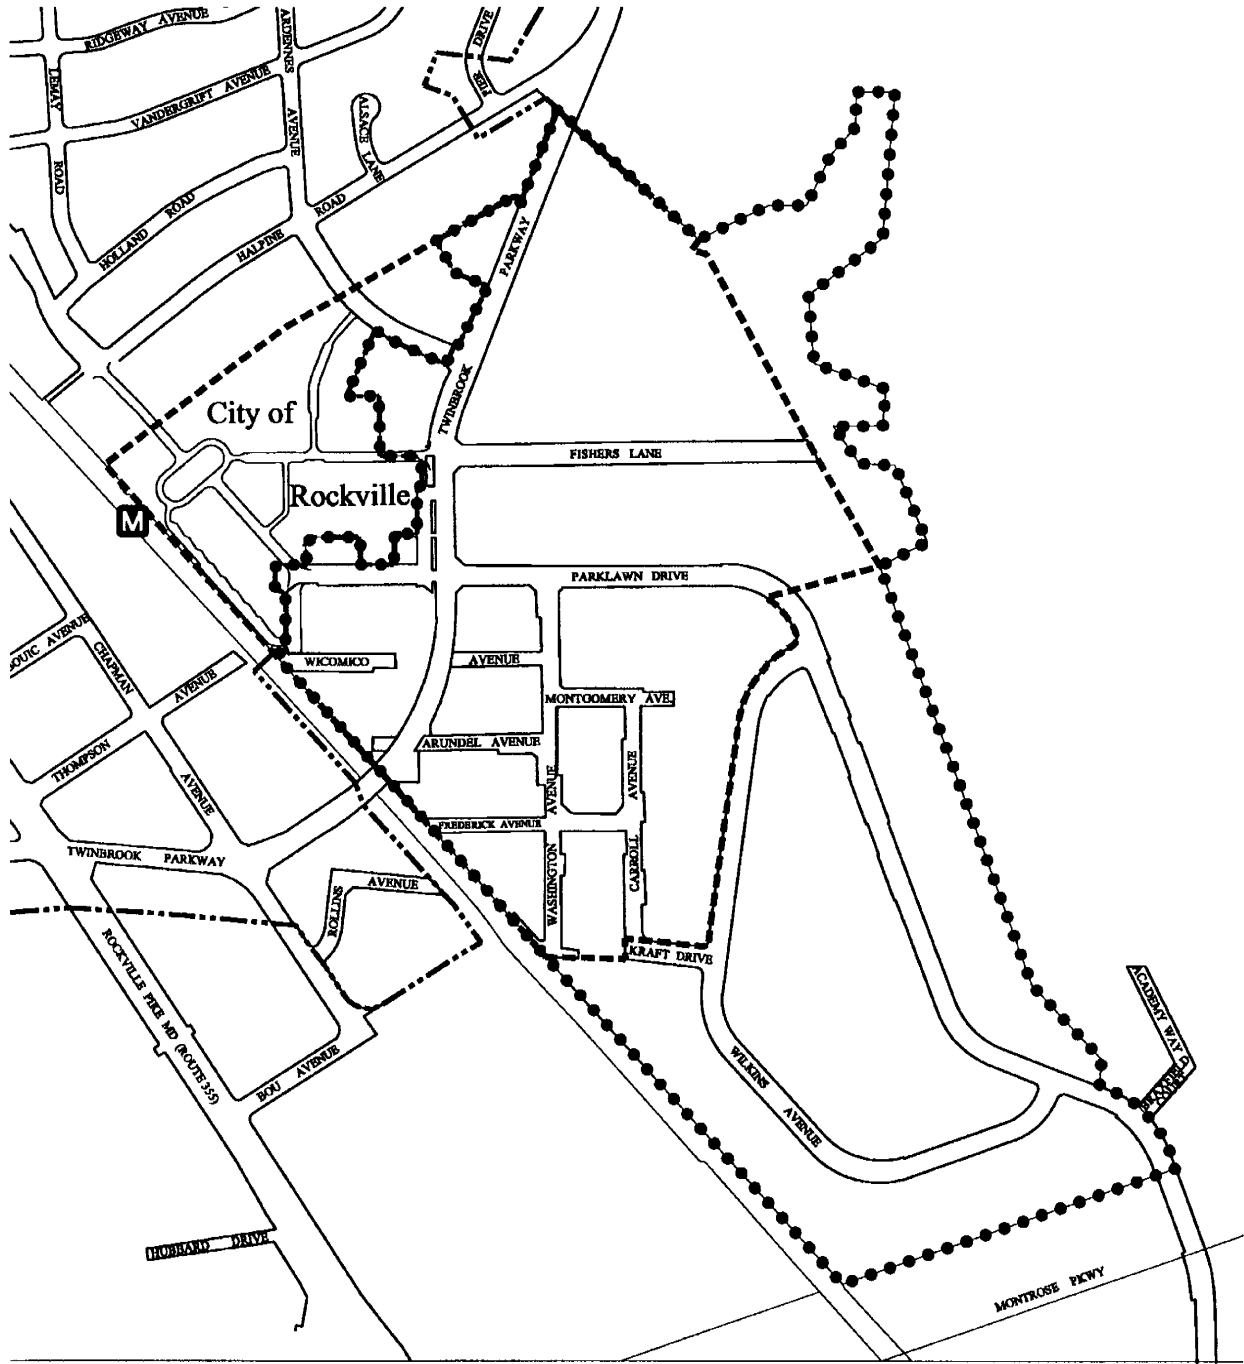 RIDGEWAY AVENUE
ARDENNES
AVENUE
PIER
DRIVE
LEMAY
ROAD
VANDERGRIFT AVENUE
ALSACE LANE
HOLLAND ROAD
HALPINE
ROAD
TWINBROOK
PARKWAY
City of
Rockville
FISHERS LANE
M
PARKLAWN DRIVE
BOUIC AVENUE
CHAPMAN
AVENUE
THOMPSON
AVENUE
WICOMICO
AVENUE
MONTGOMERY AVE.
ARUNDEL AVENUE
WASHINGTON
AVENUE
CARROLL
AVENUE
FREDERICK AVENUE
TWINBROOK PARKWAY
ROLLINS
AVENUE
KRAFT DRIVE
ROCKVILLE PIKE MD (ROUTE 355)
BOU AVENUE
WILKINS
AVENUE
ACADEMY WAY D
HUBBARD DRIVE
MONTROSE PKWY